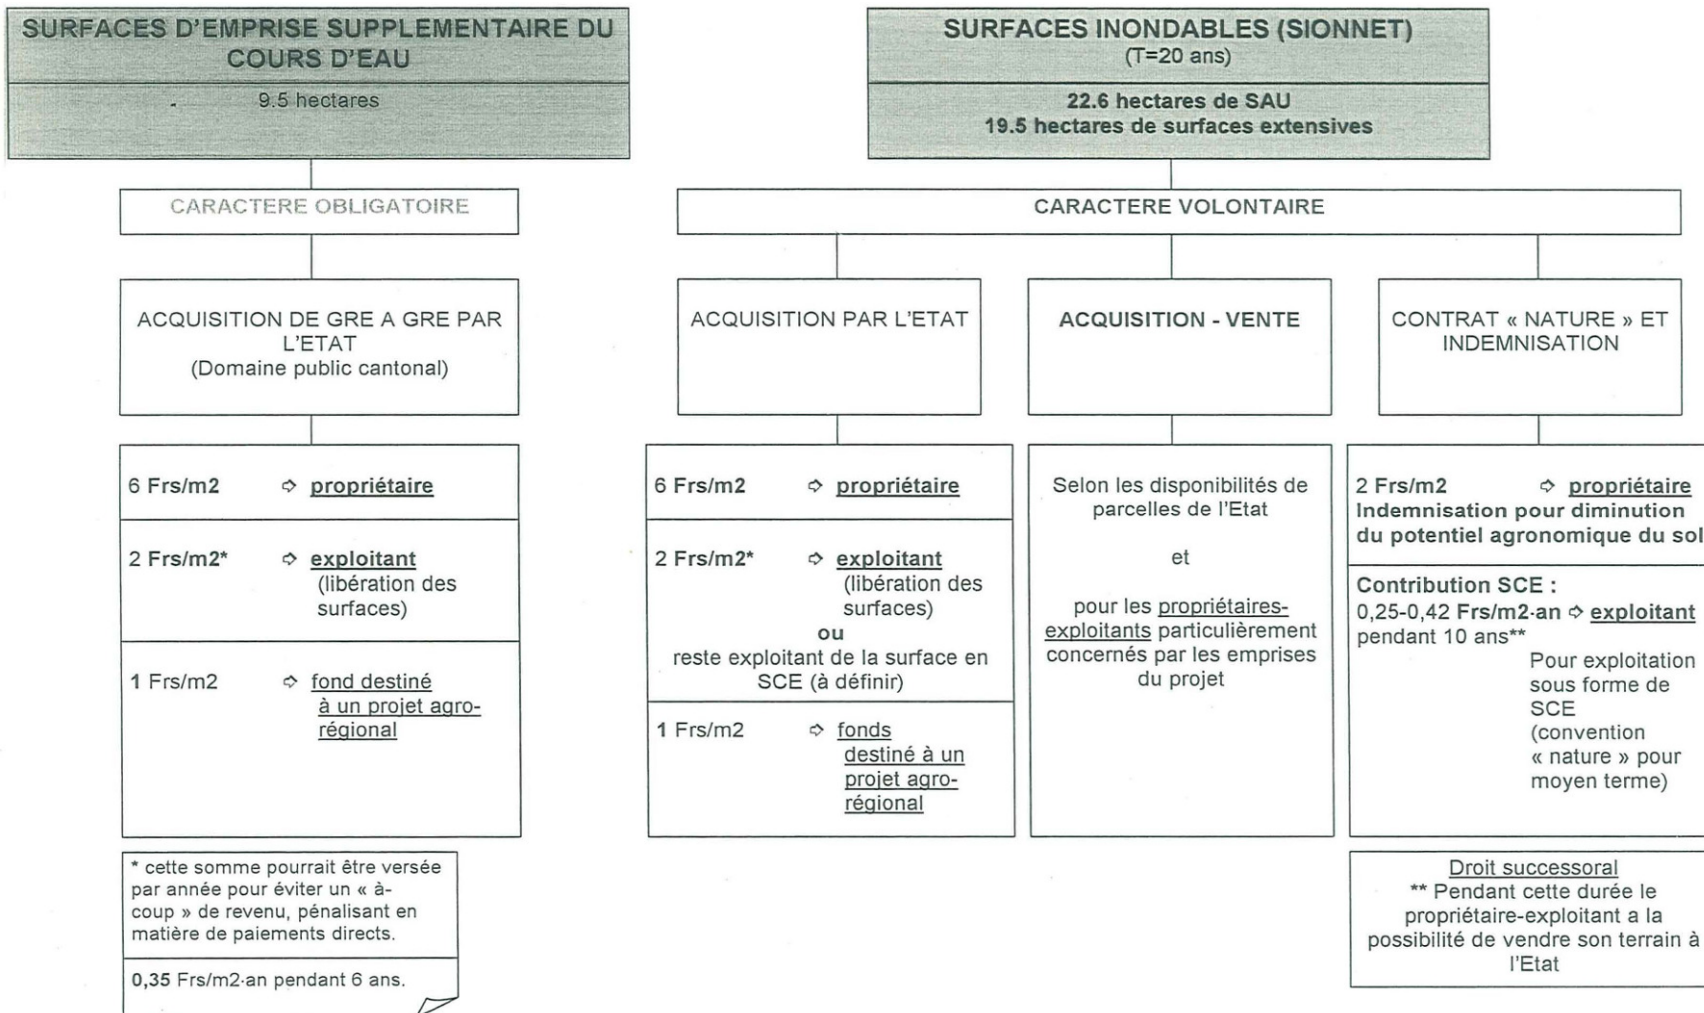 SURFACES D'EMPRISE SUPPLEMENTAIRE DU
COURS D'EAU
9.5 hectares
CARACTERE OBLIGATOIRE
ACQUISITION DE GRE A GRE PAR
L'ETAT
(Domaine public cantonal)
6 Frs/m2 ➩ propriétaire
2 Frs/m2* ➩ exploitant
(libération des
surfaces)
1 Frs/m2 ➩ fond destiné
à un projet agro-
régional
* cette somme pourrait être versée
par année pour éviter un « à-
coup » de revenu, pénalisant en
matière de paiements directs.
0,35 Frs/m2·an pendant 6 ans.
SURFACES INONDABLES (SIONNET)
(T=20 ans)
22.6 hectares de SAU
19.5 hectares de surfaces extensives
CARACTERE VOLONTAIRE
ACQUISITION PAR L'ETAT
6 Frs/m2 ➩ propriétaire
2 Frs/m2* ➩ exploitant
(libération des
surfaces)
ou
reste exploitant de la surface en
SCE (à définir)
1 Frs/m2 ➩ fonds
destiné à un
projet agro-
régional
ACQUISITION - VENTE
Selon les disponibilités de
parcelles de l'Etat
et
pour les propriétaires-
exploitants particulièrement
concernés par les emprises
du projet
CONTRAT « NATURE » ET
INDEMNISATION
2 Frs/m2 ➩ propriétaire
Indemnisation pour diminution
du potentiel agronomique du sol
Contribution SCE :
0,25-0,42 Frs/m2·an ➩ exploitant
pendant 10 ans**
Pour exploitation
sous forme de
SCE
(convention
« nature » pour
moyen terme)
Droit successoral
** Pendant cette durée le
propriétaire-exploitant a la
possibilité de vendre son terrain à
l'Etat